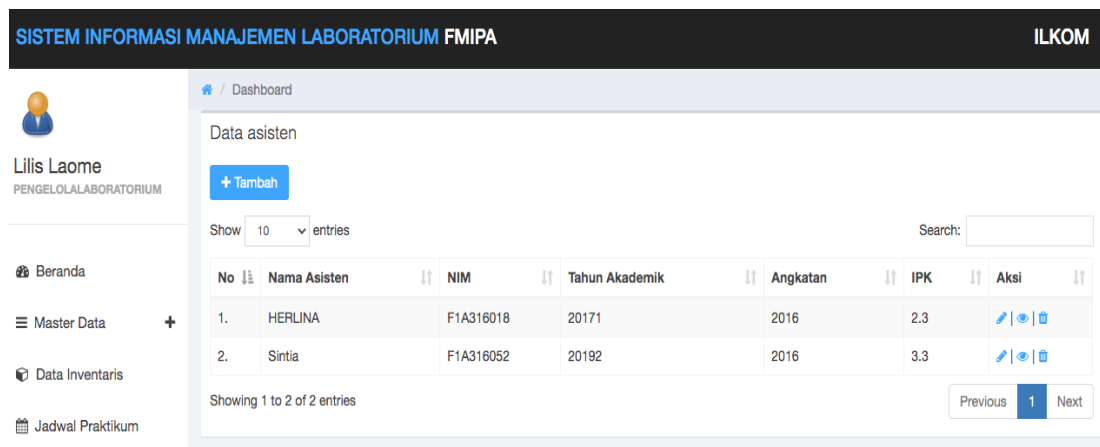 SISTEM INFORMASI MANAJEMEN LABORATORIUM FMIPA ILKOM
/ Dashboard
Lilis Laome
PENGELOLALABORATORIUM
Beranda
Master Data +
Data Inventaris
Jadwal Praktikum
Data asisten
+ Tambah
Show 10 entries Search:
No Nama Asisten NIM Tahun Akademik Angkatan IPK Aksi
1. HERLINA F1A316018 20171 2016 2.3 | |
2. Sintia F1A316052 20192 2016 3.3 | |
Showing 1 to 2 of 2 entries Previous 1 Next